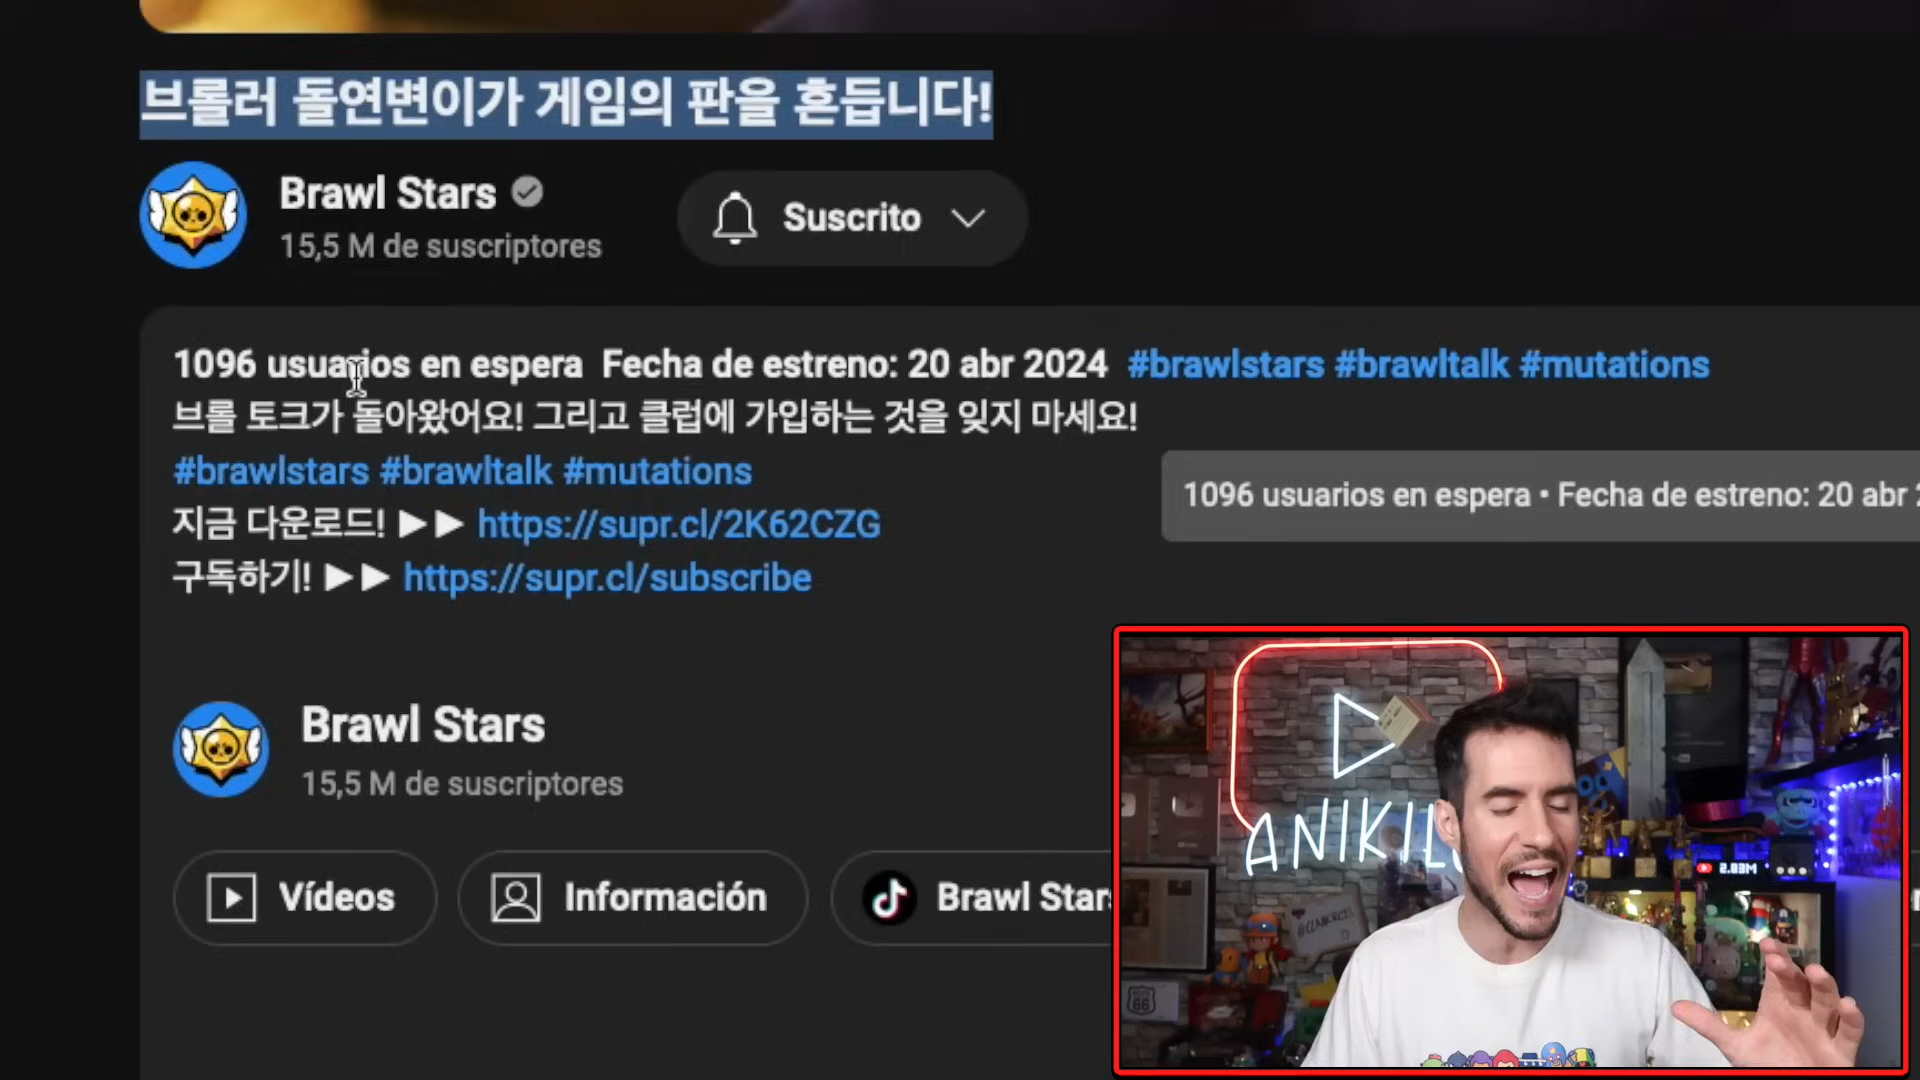 브롤러 돌연변이가 게임의 판을 흔듭니다!
Brawl Stars
15,5 M de suscriptores
Suscrito
1096 usuarios en espera Fecha de estreno: 20 abr 2024 #brawlstars #brawltalk #mutations
브롤 토크가 돌아왔어요! 그리고 클럽에 가입하는 것을 잊지 마세요!
#brawlstars #brawltalk #mutations
1096 usuarios en espera • Fecha de estreno: 20 abr
지금 다운로드! ▶▶ https://supr.cl/2K62CZG
구독하기! ▶▶ https://supr.cl/subscribe
Brawl Stars
15,5 M de suscriptores
Vídeos
Información
Brawl Star
ANIKIL
66